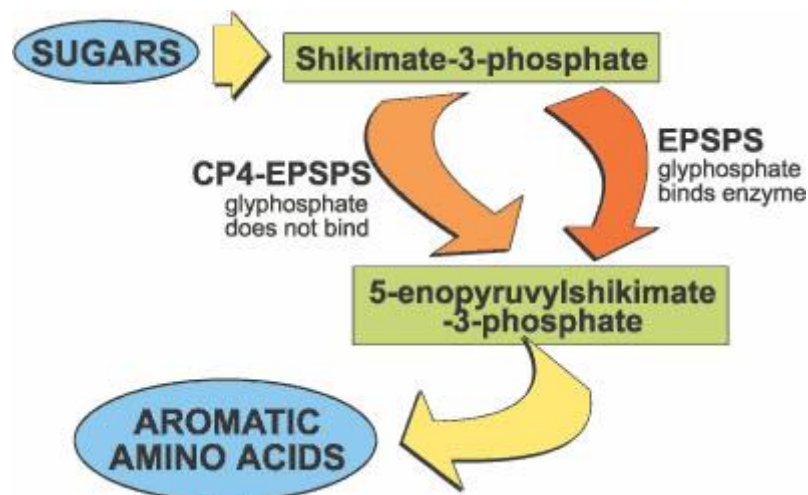 SUGARS
Shikimate-3-phosphate
CP4-EPSPS
glyphosphate
does not bind
EPSPS
glyphosphate
binds enzyme
5-enopyruvylshikimate
-3-phosphate
AROMATIC
AMINO ACIDS